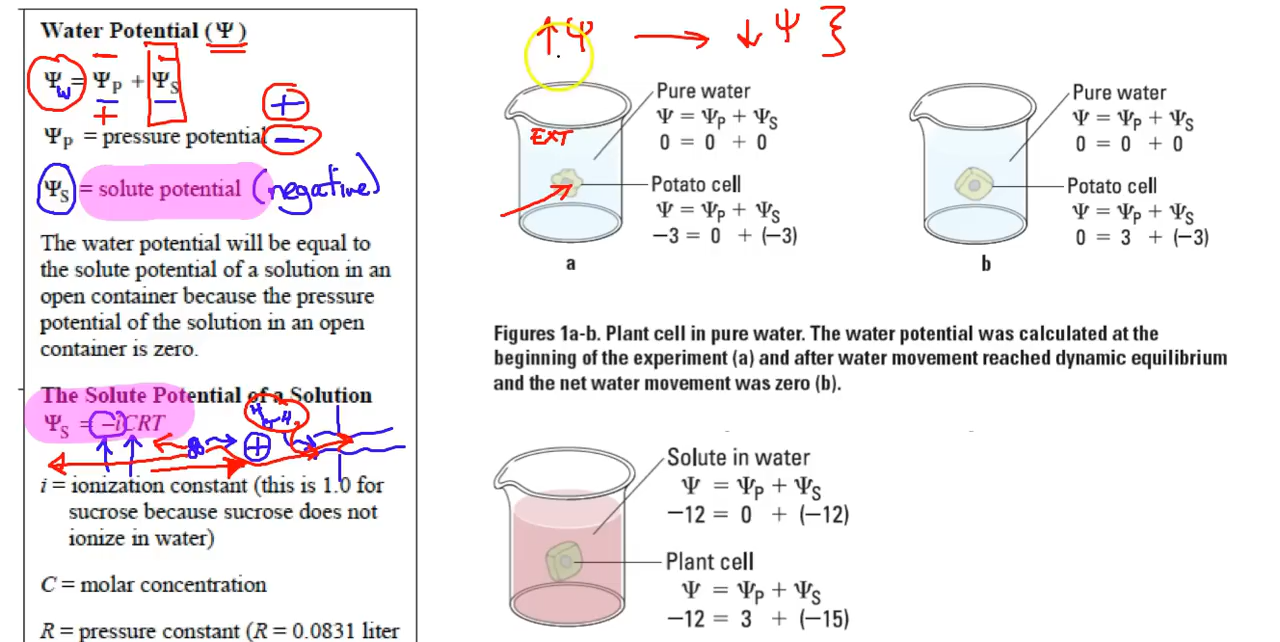 Water Potential (Ψ)
Ψw = ΨP + ΨS
+
+
ΨP = pressure potential −
ΨS = solute potential (negative)
The water potential will be equal to
the solute potential of a solution in an
open container because the pressure
potential of the solution in an open
container is zero.
The Solute Potential of a Solution
ΨS = −iCRT
+
i = ionization constant (this is 1.0 for
sucrose because sucrose does not
ionize in water)
C = molar concentration
R = pressure constant (R = 0.0831 liter
↑Ψ → ↓Ψ }
EXT
Pure water
Ψ = ΨP + ΨS
0 = 0 + 0
Potato cell
Ψ = ΨP + ΨS
−3 = 0 + (−3)
a
Pure water
Ψ = ΨP + ΨS
0 = 0 + 0
Potato cell
Ψ = ΨP + ΨS
0 = 3 + (−3)
b
Figures 1a-b. Plant cell in pure water. The water potential was calculated at the
beginning of the experiment (a) and after water movement reached dynamic equilibrium
and the net water movement was zero (b).
Solute in water
Ψ = ΨP + ΨS
−12 = 0 + (−12)
Plant cell
Ψ = ΨP + ΨS
−12 = 3 + (−15)